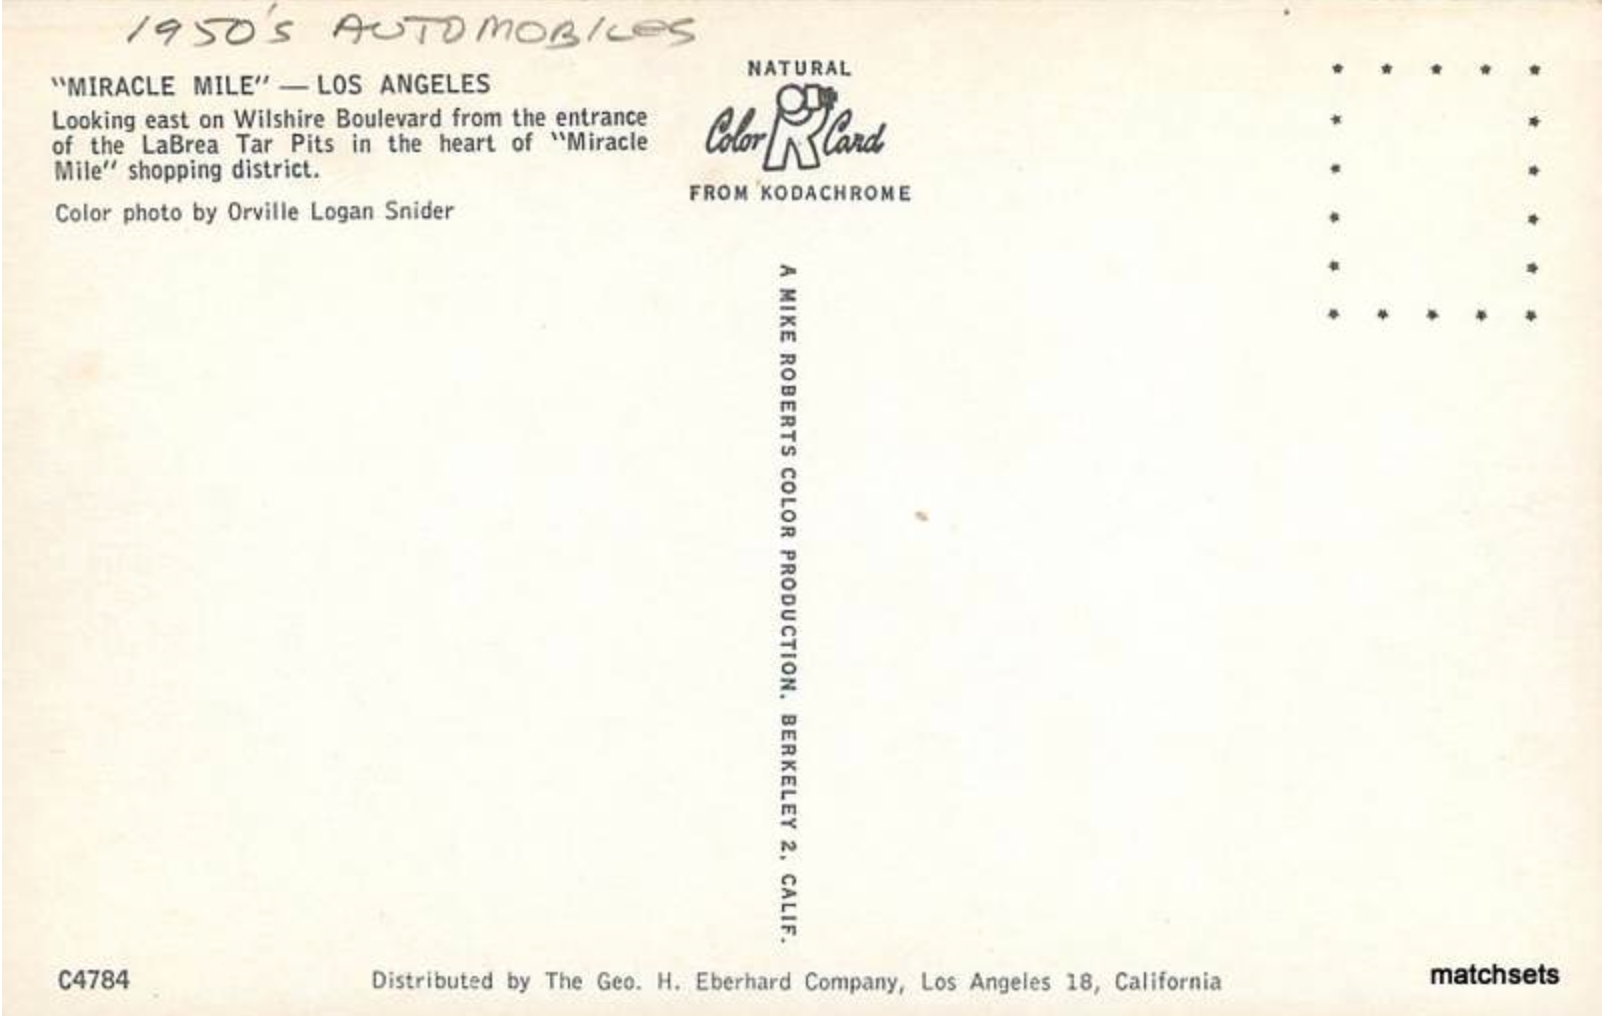 1950's AUTOMOBILES
"MIRACLE MILE" — LOS ANGELES
Looking east on Wilshire Boulevard from the entrance
of the LaBrea Tar Pits in the heart of "Miracle
Mile" shopping district.
Color photo by Orville Logan Snider
NATURAL
Color Card
FROM KODACHROME
A MIKE ROBERTS COLOR PRODUCTION, BERKELEY 2, CALIF.
C4784
Distributed by The Geo. H. Eberhard Company, Los Angeles 18, California
matchsets